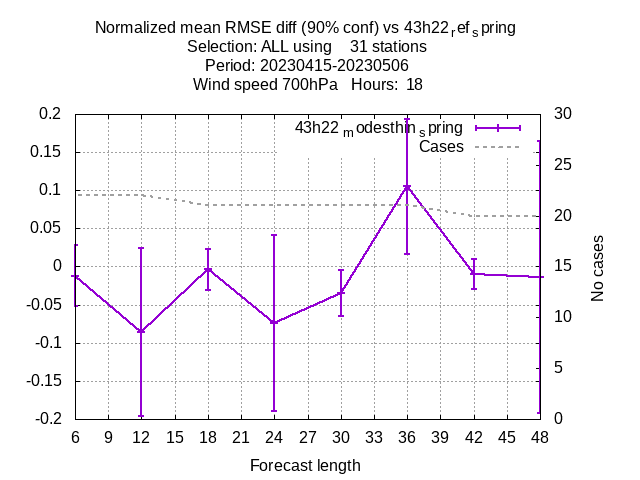 Normalized mean RMSE diff (90% conf) vs 43h22refspring
Selection: ALL using 31 stations
Period: 20230415-20230506
Wind speed 700hPa Hours: 18
43h22modesthinspring
Cases
0.2
0.15
0.1
0.05
0
-0.05
-0.1
-0.15
-0.2
30
25
20
15
10
5
0
No cases
6 9 12 15 18 21 24 27 30 33 36 39 42 45 48
Forecast length